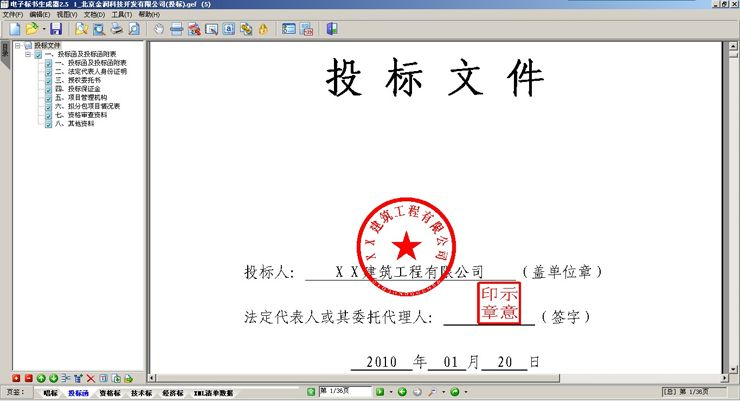 电子标书生成器2.5 1_北京金润科技开发有限公司(投标).gef (5)
文件(F) 编辑(E) 视图(V) 文档(D) 工具(T) 帮助(H)
目录
投标文件
一、投标函及投标函附表
一、投标函及投标函附表
二、法定代表人身份证明
三、授权委托书
四、投标保证金
五、项目管理机构
六、拟分包项目情况表
七、资格审查资料
八、其他资料
投标文件
XX建筑工程有限公司
投标人: XX建筑工程有限公司 (盖单位章)
印示
章意
法定代表人或其委托代理人: (签字)
2010 年 01 月 20 日
页签: 唱标 投标函 资格标 技术标 经济标 XML清单数据 第 1/36页 [总] 第 1/36页